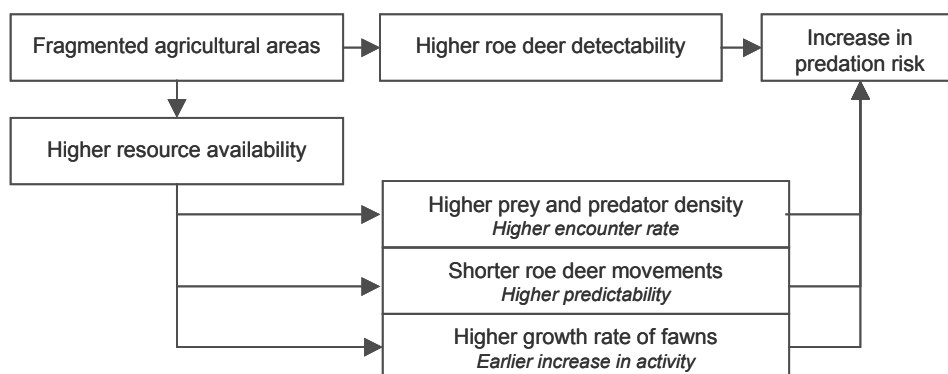 Fragmented agricultural areas
Higher roe deer detectability
Increase in
predation risk
Higher resource availability
Higher prey and predator density
Higher encounter rate
Shorter roe deer movements
Higher predictability
Higher growth rate of fawns
Earlier increase in activity